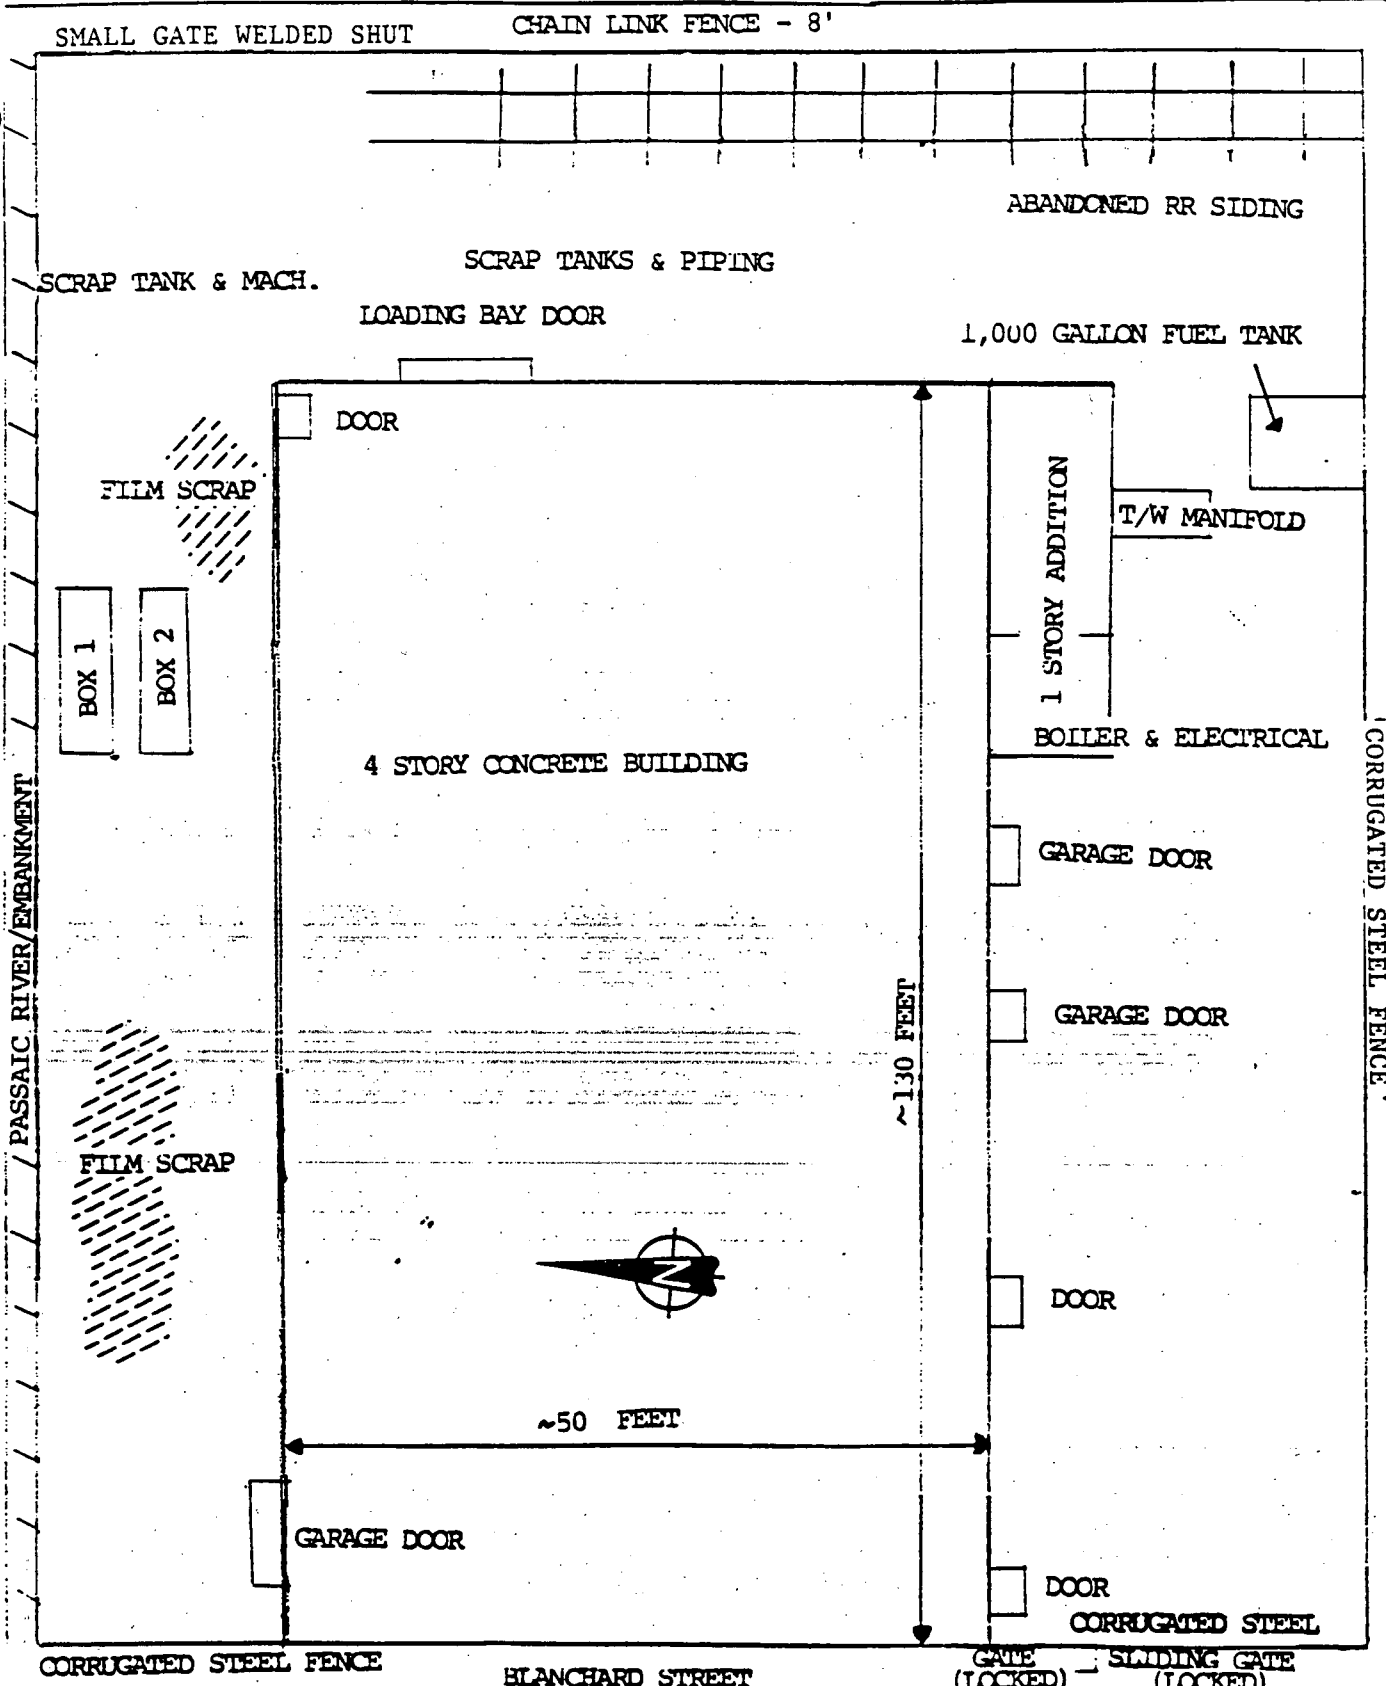 SMALL GATE WELDED SHUT
CHAIN LINK FENCE - 8'
ABANDONED RR SIDING
SCRAP TANKS & PIPING
SCRAP TANK & MACH.
LOADING BAY DOOR
1,000 GALLON FUEL TANK
DOOR
FILM SCRAP
1 STORY ADDITION
T/W MANIFOLD
BOX 1
BOX 2
BOILER & ELECTRICAL
4 STORY CONCRETE BUILDING
CORRUGATED STEEL FENCE
PASSAIC RIVER/EMBANKMENT
GARAGE DOOR
GARAGE DOOR
~130 FEET
FILM SCRAP
N
DOOR
~50 FEET
GARAGE DOOR
DOOR
CORRUGATED STEEL
CORRUGATED STEEL FENCE
BLANCHARD STREET
GATE
(LOCKED)
SLIDING GATE
(LOCKED)